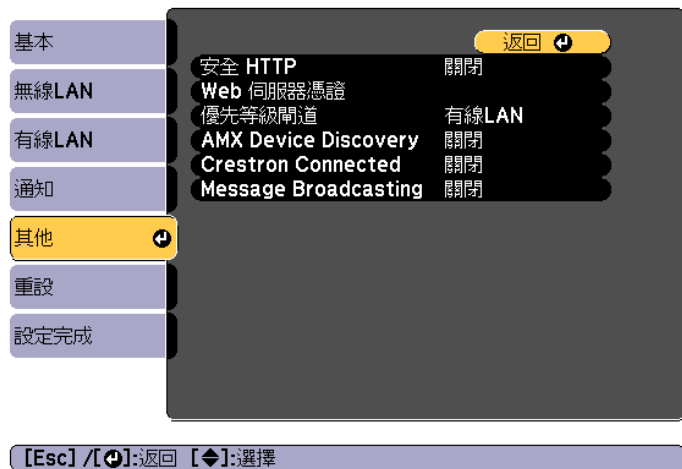 基本
無線LAN
有線LAN
通知
其他
重設
設定完成
返回
安全 HTTP 關閉
Web 伺服器憑證
優先等級閘道 有線LAN
AMX Device Discovery 關閉
Crestron Connected 關閉
Message Broadcasting 關閉
[Esc] /[]:返回 []:選擇